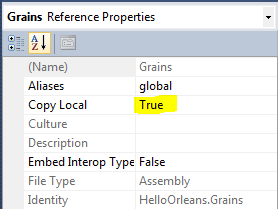 Grains Reference Properties
(Name) Grains
Aliases global
Copy Local True
Culture
Description
Embed Interop Type False
File Type Assembly
Identity HelloOrleans.Grains